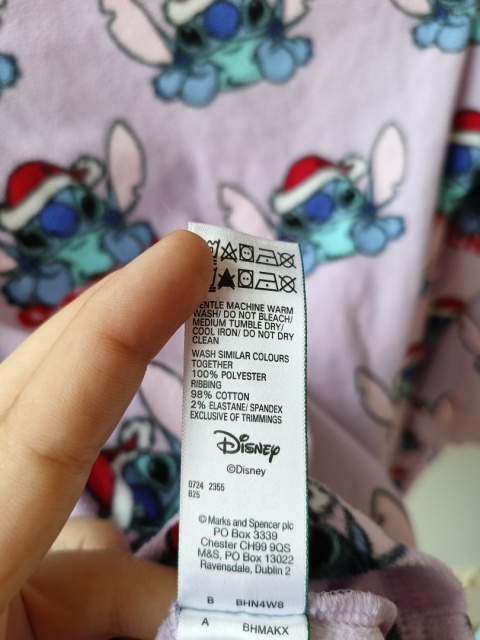 GENTLE MACHINE WARM
WASH/ DO NOT BLEACH/
MEDIUM TUMBLE DRY/
COOL IRON/ DO NOT DRY
CLEAN
WASH SIMILAR COLOURS
TOGETHER
100% POLYESTER
RIBBING
98% COTTON
2% ELASTANE/ SPANDEX
EXCLUSIVE OF TRIMMINGS
Disney
©Disney
0724 2365
B25
©Marks and Spencer plc
PO Box 3339
Chester CH99 9QS
M&S, PO Box 13022
Ravensdale, Dublin 2
B BHN4W8
A BHMAKX